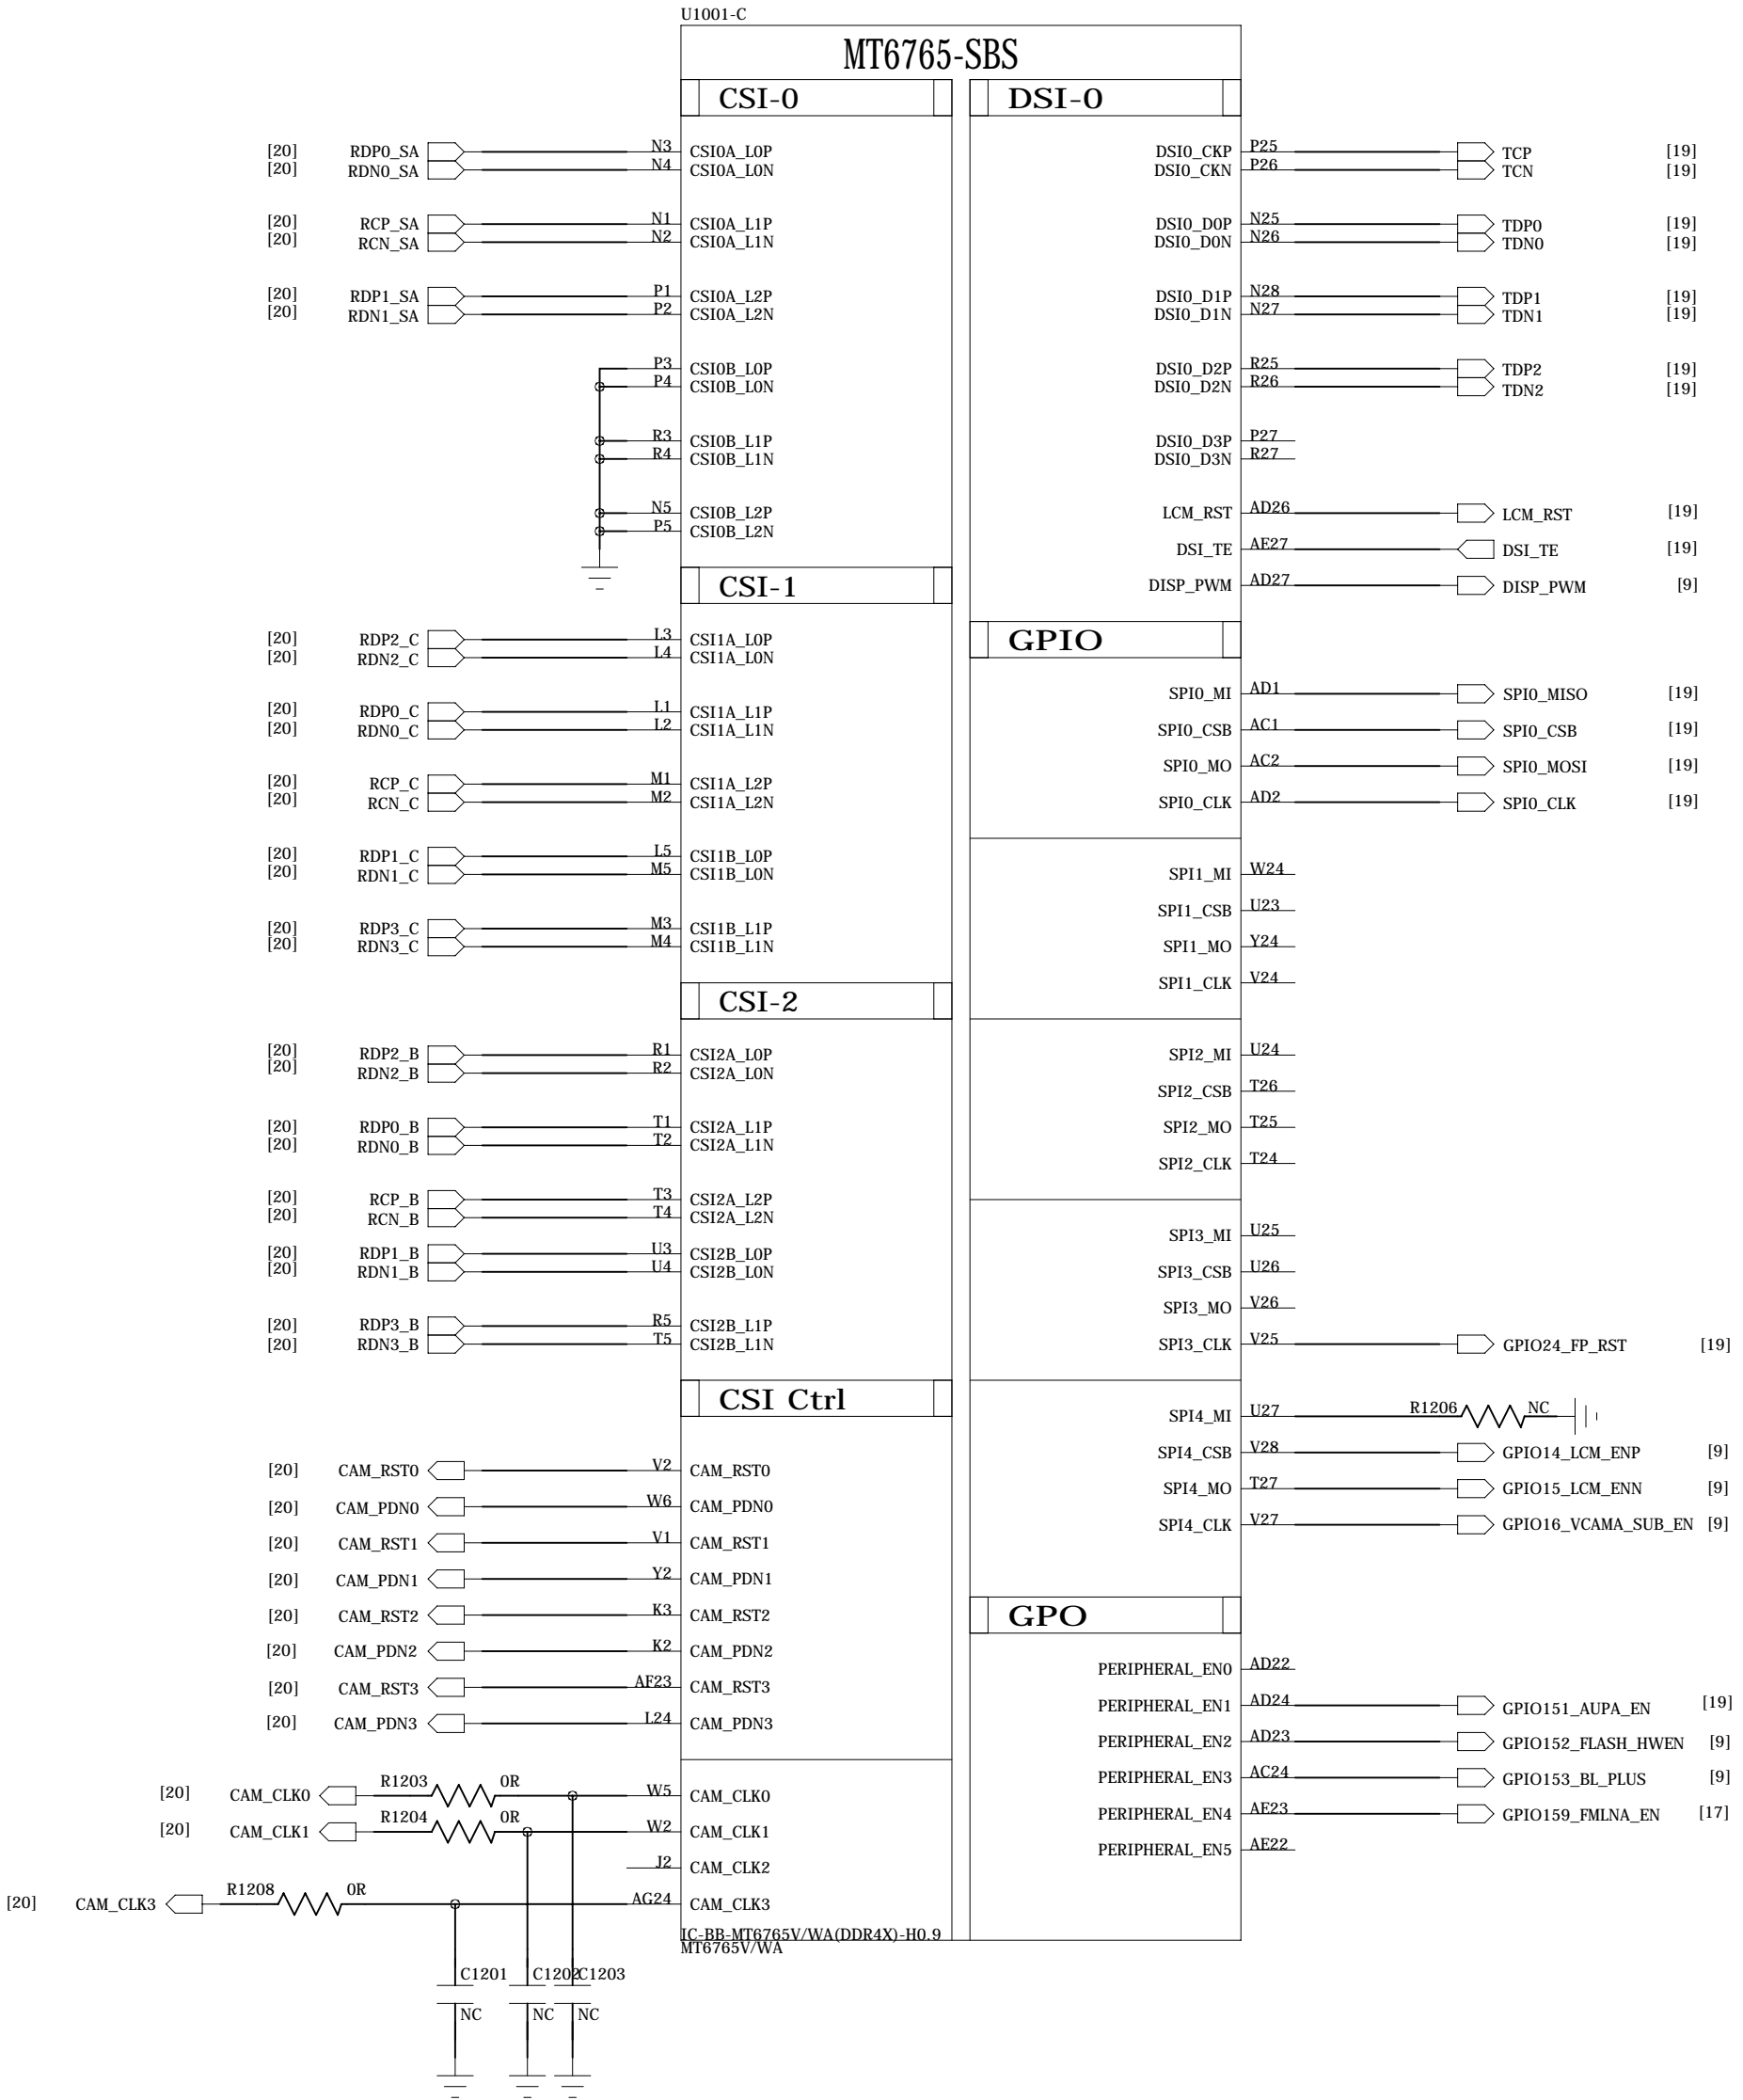 U1001-C
MT6765-SBS
CSI-0
[20] RDP0_SA N3 CSI0A_L0P
[20] RDN0_SA N4 CSI0A_L0N
[20] RCP_SA N1 CSI0A_L1P
[20] RCN_SA N2 CSI0A_L1N
[20] RDP1_SA P1 CSI0A_L2P
[20] RDN1_SA P2 CSI0A_L2N
P3 CSI0B_L0P
P4 CSI0B_L0N
R3 CSI0B_L1P
R4 CSI0B_L1N
N5 CSI0B_L2P
P5 CSI0B_L2N
CSI-1
[20] RDP2_C L3 CSI1A_L0P
[20] RDN2_C L4 CSI1A_L0N
[20] RDP0_C L1 CSI1A_L1P
[20] RDN0_C L2 CSI1A_L1N
[20] RCP_C M1 CSI1A_L2P
[20] RCN_C M2 CSI1A_L2N
[20] RDP1_C L5 CSI1B_L0P
[20] RDN1_C M5 CSI1B_L0N
[20] RDP3_C M3 CSI1B_L1P
[20] RDN3_C M4 CSI1B_L1N
CSI-2
[20] RDP2_B R1 CSI2A_L0P
[20] RDN2_B R2 CSI2A_L0N
[20] RDP0_B T1 CSI2A_L1P
[20] RDN0_B T2 CSI2A_L1N
[20] RCP_B T3 CSI2A_L2P
[20] RCN_B T4 CSI2A_L2N
[20] RDP1_B U3 CSI2B_L0P
[20] RDN1_B U4 CSI2B_L0N
[20] RDP3_B R5 CSI2B_L1P
[20] RDN3_B T5 CSI2B_L1N
CSI Ctrl
[20] CAM_RST0 V2 CAM_RST0
[20] CAM_PDN0 W6 CAM_PDN0
[20] CAM_RST1 V1 CAM_RST1
[20] CAM_PDN1 Y2 CAM_PDN1
[20] CAM_RST2 K3 CAM_RST2
[20] CAM_PDN2 K2 CAM_PDN2
[20] CAM_RST3 AF23 CAM_RST3
[20] CAM_PDN3 L24 CAM_PDN3
[20] CAM_CLK0 R1203 0R W5 CAM_CLK0
[20] CAM_CLK1 R1204 0R W2 CAM_CLK1
J2 CAM_CLK2
[20] CAM_CLK3 R1208 0R AG24 CAM_CLK3
IC-BB-MT6765V/WA(DDR4X)-H0.9
MT6765V/WA
C1201 C1202 C1203
NC NC NC
DSI-0
DSI0_CKP P25 TCP [19]
DSI0_CKN P26 TCN [19]
DSI0_D0P N25 TDP0 [19]
DSI0_D0N N26 TDN0 [19]
DSI0_D1P N28 TDP1 [19]
DSI0_D1N N27 TDN1 [19]
DSI0_D2P R25 TDP2 [19]
DSI0_D2N R26 TDN2 [19]
DSI0_D3P P27
DSI0_D3N R27
LCM_RST AD26 LCM_RST [19]
DSI_TE AE27 DSI_TE [19]
DISP_PWM AD27 DISP_PWM [9]
GPIO
SPI0_MI AD1 SPI0_MISO [19]
SPI0_CSB AC1 SPI0_CSB [19]
SPI0_MO AC2 SPI0_MOSI [19]
SPI0_CLK AD2 SPI0_CLK [19]
SPI1_MI W24
SPI1_CSB U23
SPI1_MO Y24
SPI1_CLK V24
SPI2_MI U24
SPI2_CSB T26
SPI2_MO T25
SPI2_CLK T24
SPI3_MI U25
SPI3_CSB U26
SPI3_MO V26
SPI3_CLK V25 GPIO24_FP_RST [19]
SPI4_MI U27 R1206 NC
SPI4_CSB V28 GPIO14_LCM_ENP [9]
SPI4_MO T27 GPIO15_LCM_ENN [9]
SPI4_CLK V27 GPIO16_VCAMA_SUB_EN [9]
GPO
PERIPHERAL_EN0 AD22
PERIPHERAL_EN1 AD24 GPIO151_AUPA_EN [19]
PERIPHERAL_EN2 AD23 GPIO152_FLASH_HWEN [9]
PERIPHERAL_EN3 AC24 GPIO153_BL_PLUS [9]
PERIPHERAL_EN4 AE23 GPIO159_FMLNA_EN [17]
PERIPHERAL_EN5 AE22